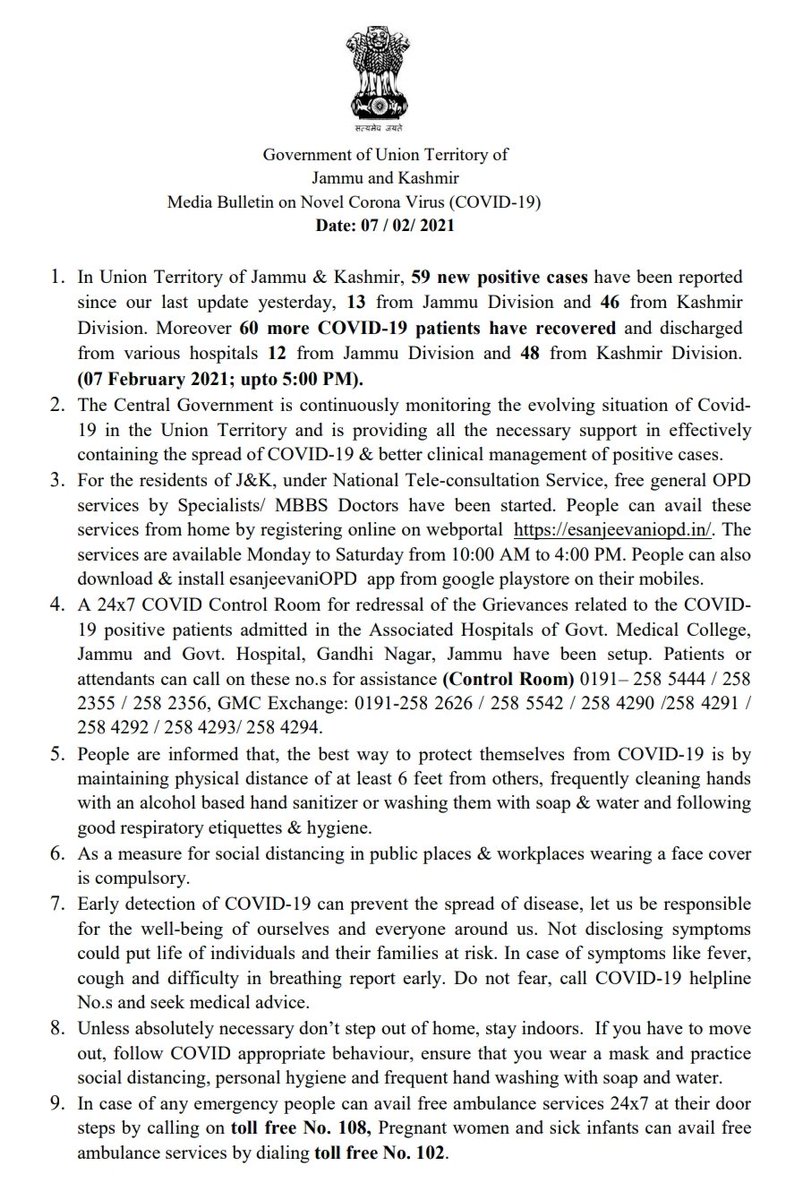 सत्यमेव जयते
Government of Union Territory of
Jammu and Kashmir
Media Bulletin on Novel Corona Virus (COVID-19)
Date: 07 / 02/ 2021
1. In Union Territory of Jammu & Kashmir, 59 new positive cases have been reported
since our last update yesterday, 13 from Jammu Division and 46 from Kashmir
Division. Moreover 60 more COVID-19 patients have recovered and discharged
from various hospitals 12 from Jammu Division and 48 from Kashmir Division.
(07 February 2021; upto 5:00 PM).
2. The Central Government is continuously monitoring the evolving situation of Covid-
19 in the Union Territory and is providing all the necessary support in effectively
containing the spread of COVID-19 & better clinical management of positive cases.
3. For the residents of J&K, under National Tele-consultation Service, free general OPD
services by Specialists/ MBBS Doctors have been started. People can avail these
services from home by registering online on webportal https://esanjeevaniopd.in/. The
services are available Monday to Saturday from 10:00 AM to 4:00 PM. People can also
download & install esanjeevaniOPD app from google playstore on their mobiles.
4. A 24x7 COVID Control Room for redressal of the Grievances related to the COVID-
19 positive patients admitted in the Associated Hospitals of Govt. Medical College,
Jammu and Govt. Hospital, Gandhi Nagar, Jammu have been setup. Patients or
attendants can call on these no.s for assistance (Control Room) 0191– 258 5444 / 258
2355 / 258 2356, GMC Exchange: 0191-258 2626 / 258 5542 / 258 4290 /258 4291 /
258 4292 / 258 4293/ 258 4294.
5. People are informed that, the best way to protect themselves from COVID-19 is by
maintaining physical distance of at least 6 feet from others, frequently cleaning hands
with an alcohol based hand sanitizer or washing them with soap & water and following
good respiratory etiquettes & hygiene.
6. As a measure for social distancing in public places & workplaces wearing a face cover
is compulsory.
7. Early detection of COVID-19 can prevent the spread of disease, let us be responsible
for the well-being of ourselves and everyone around us. Not disclosing symptoms
could put life of individuals and their families at risk. In case of symptoms like fever,
cough and difficulty in breathing report early. Do not fear, call COVID-19 helpline
No.s and seek medical advice.
8. Unless absolutely necessary don’t step out of home, stay indoors. If you have to move
out, follow COVID appropriate behaviour, ensure that you wear a mask and practice
social distancing, personal hygiene and frequent hand washing with soap and water.
9. In case of any emergency people can avail free ambulance services 24x7 at their door
steps by calling on toll free No. 108, Pregnant women and sick infants can avail free
ambulance services by dialing toll free No. 102.